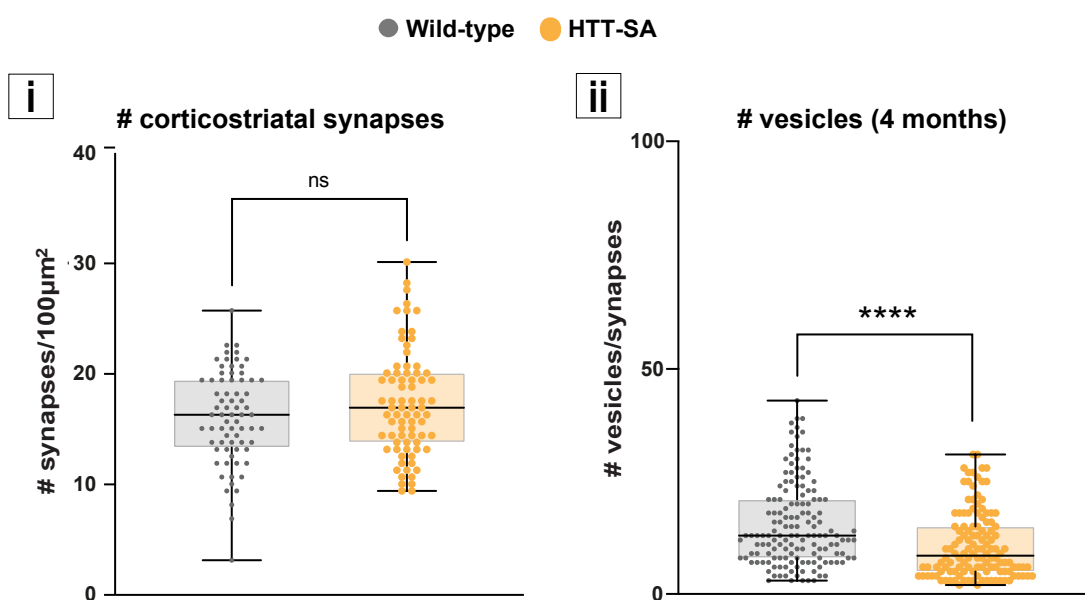 Wild-type HTT-SA
i
# corticostriatal synapses
# synapses/100µm²
40
30
20
10
0
ns
ii
# vesicles (4 months)
# vesicles/synapses
100
50
0
****